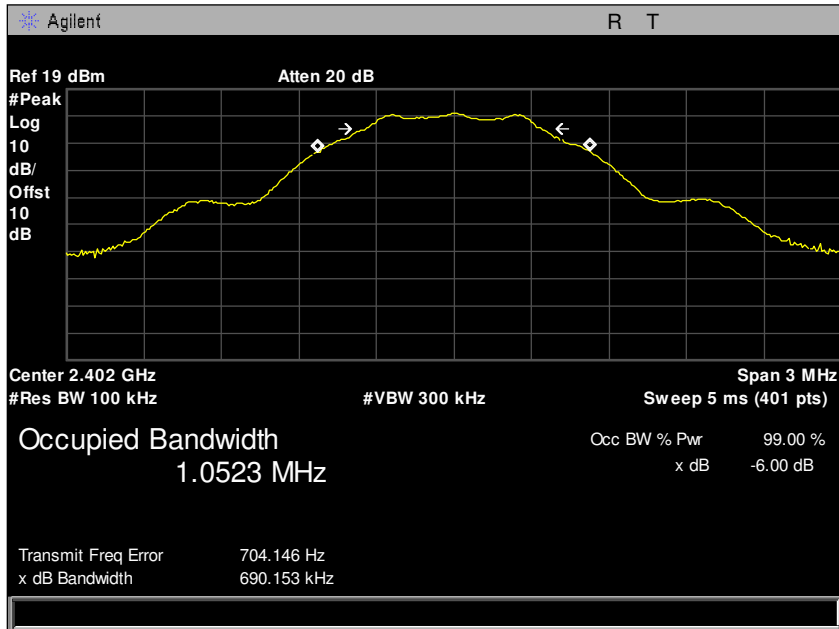 Agilent R T
Ref 19 dBm Atten 20 dB
#Peak
Log
10
dB/
Offst
10
dB
Center 2.402 GHz Span 3 MHz
#Res BW 100 kHz #VBW 300 kHz Sweep 5 ms (401 pts)
Occupied Bandwidth Occ BW % Pwr 99.00 %
1.0523 MHz x dB -6.00 dB
Transmit Freq Error 704.146 Hz
x dB Bandwidth 690.153 kHz